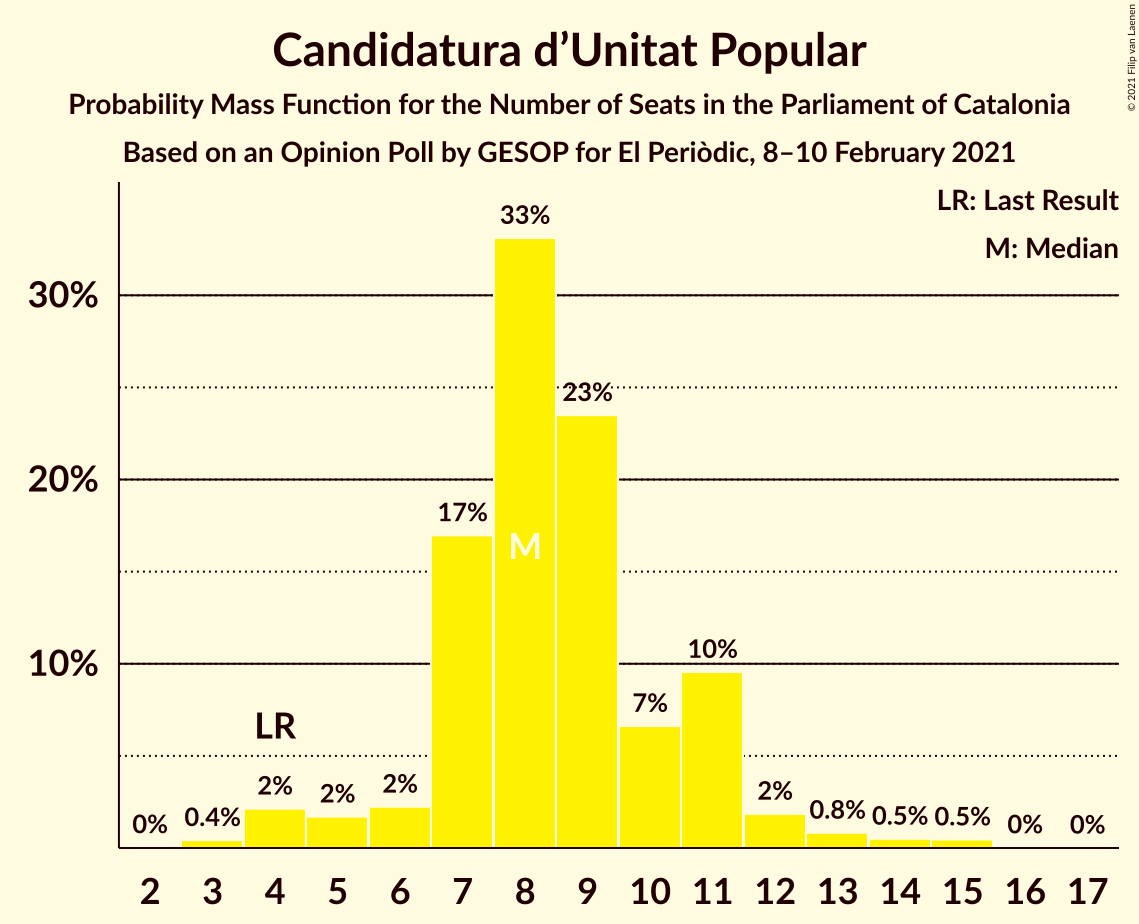 Candidatura d’Unitat Popular
Probability Mass Function for the Number of Seats in the Parliament of Catalonia
Based on an Opinion Poll by GESOP for El Periòdic, 8–10 February 2021
© 2021 Filip van Laenen
LR: Last Result
M: Median
30%
20%
10%
0%
0.4%
2%
LR
2%
2%
17%
33%
M
23%
7%
10%
2%
0.8%
0.5%
0.5%
0%
0%
2 3 4 5 6 7 8 9 10 11 12 13 14 15 16 17